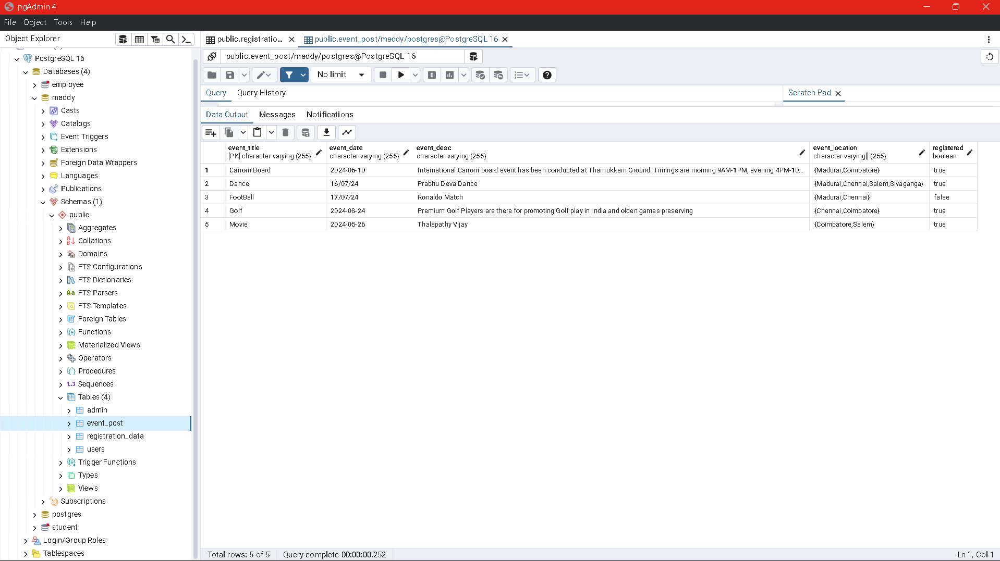 pgAdmin 4
File Object Tools Help
Object Explorer
PostgreSQL 16
Databases (4)
employee
maddy
Casts
Catalogs
Event Triggers
Extensions
Foreign Data Wrappers
Languages
Publications
Schemas (1)
public
Aggregates
Collations
Domains
FTS Configurations
FTS Dictionaries
Aa FTS Parsers
FTS Templates
Foreign Tables
Functions
Materialized Views
Operators
Procedures
1..3 Sequences
Tables (4)
admin
event_post
registration_data
users
Trigger Functions
Types
Views
Subscriptions
postgres
student
Login/Group Roles
Tablespaces
public.registratio... public.event_post/maddy/postgres@PostgreSQL 16
public.event_post/maddy/postgres@PostgreSQL 16
No limit E
Query Query History Scratch Pad
Data Output Messages Notifications
event_title event_date event_desc event_location registered
[PK] character varying (255) character varying (255) character varying (255) character varying[] (255) boolean
1 Carrom Board 2024-06-10 International Carrom board event has been conducted at Thamukkam Ground. Timings are morning 9AM-1PM, evening 4PM-10... {Madurai,Coimbatore} true
2 Dance 16/07/24 Prabhu Deva Dance {Madurai,Chennai,Salem,Sivaganga} true
3 FootBall 17/07/24 Ronaldo Match {Madurai,Chennai} false
4 Golf 2024-08-24 Premium Golf Players are there for promoting Golf play in India and olden games preserving {Chennai,Coimbatore} true
5 Movie 2024-05-26 Thalapathy Vijay {Coimbatore,Salem} true
Total rows: 5 of 5 Query complete 00:00:00.252 Ln 1, Col 1